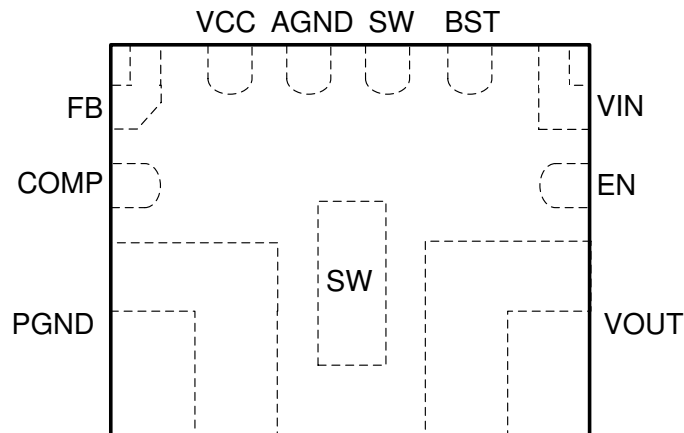 VCC AGND SW BST
FB VIN
COMP EN
SW
PGND VOUT